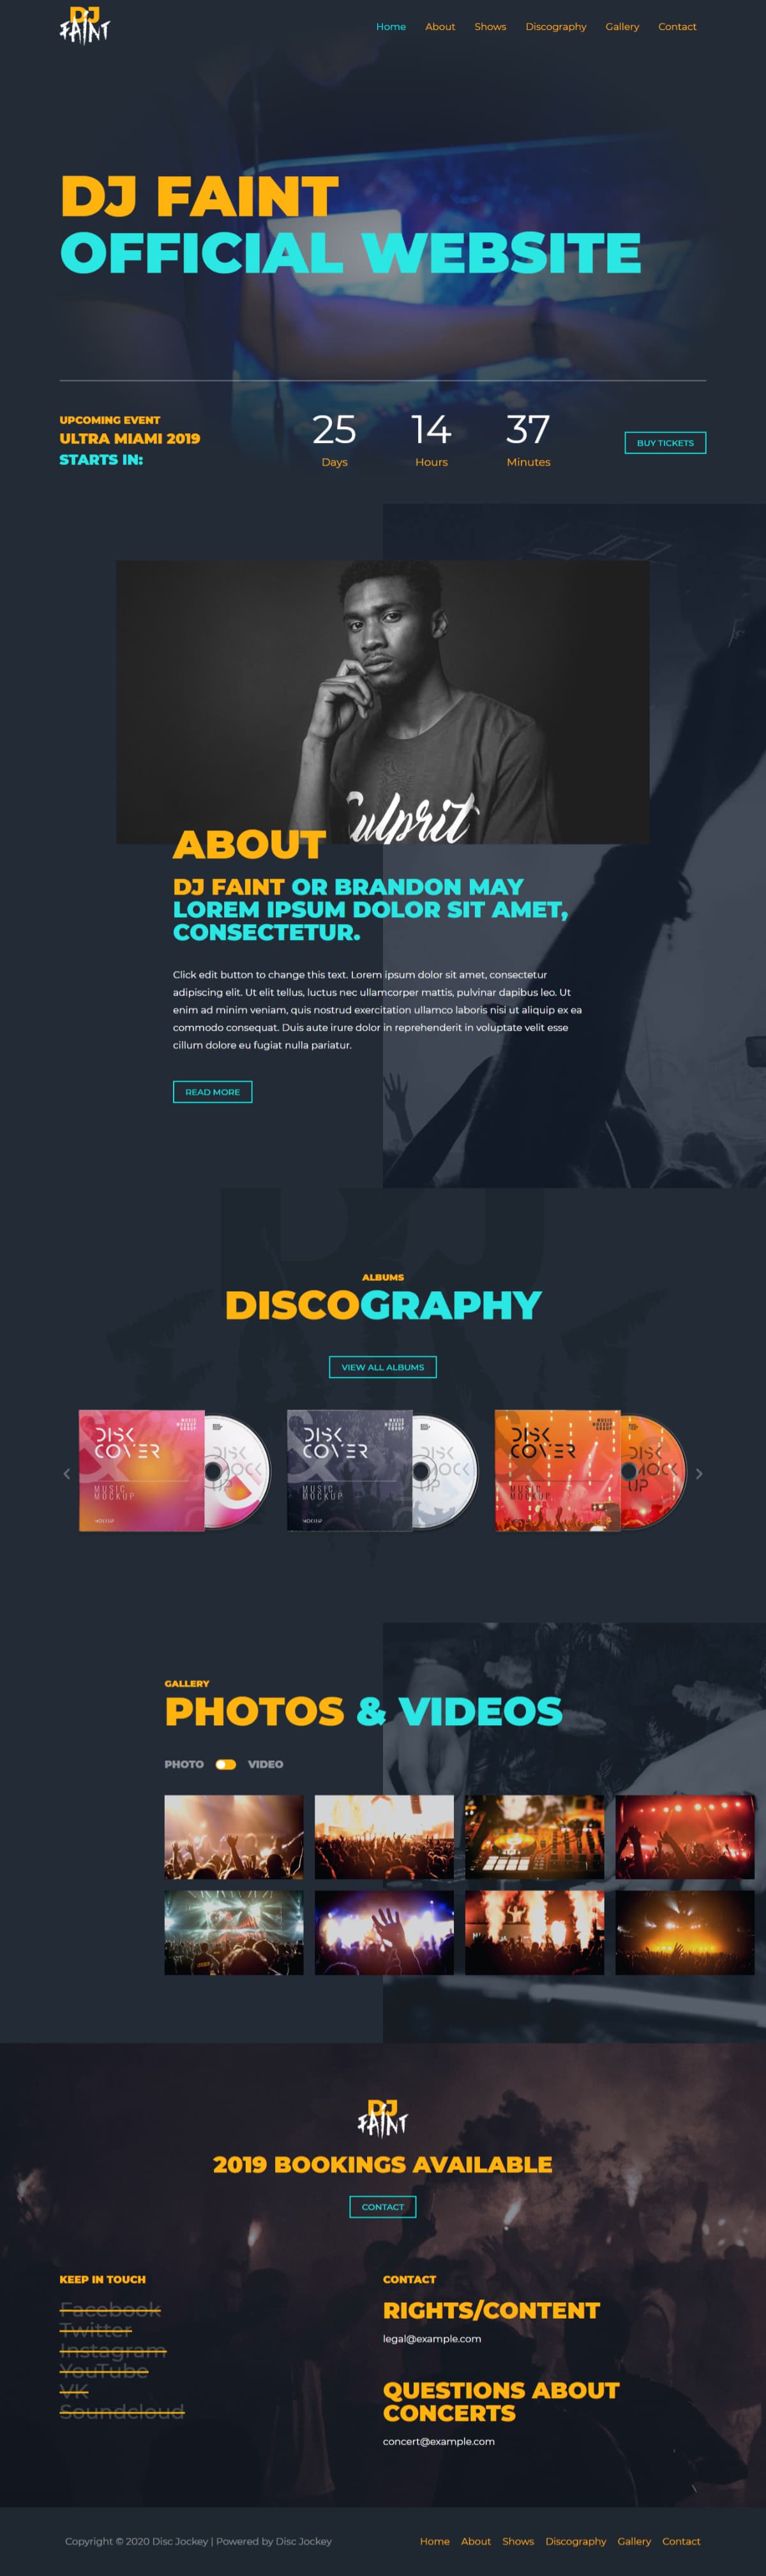 DJ
FAINT
Home About Shows Discography Gallery Contact
DJ FAINT
OFFICIAL WEBSITE
UPCOMING EVENT
ULTRA MIAMI 2019
STARTS IN:
25 14 37
Days Hours Minutes
BUY TICKETS
Culprit
ABOUT
DJ FAINT OR BRANDON MAY
LOREM IPSUM DOLOR SIT AMET,
CONSECTETUR.
Click edit button to change this text. Lorem ipsum dolor sit amet, consectetur
adipiscing elit. Ut elit tellus, luctus nec ullamcorper mattis, pulvinar dapibus leo. Ut
enim ad minim veniam, quis nostrud exercitation ullamco laboris nisi ut aliquip ex ea
commodo consequat. Duis aute irure dolor in reprehenderit in voluptate velit esse
cillum dolore eu fugiat nulla pariatur.
READ MORE
ALBUMS
DISCOGRAPHY
VIEW ALL ALBUMS
DISK
COVER
MUSIC
MOCKUP
DISK
MOCK
UP
DISK
COVER
MUSIC
MOCKUP
DISK
MOCK
UP
DISK
COVER
MUSIC
MOCKUP
DISK
MOCK
UP
GALLERY
PHOTOS & VIDEOS
PHOTO VIDEO
DJ
FAINT
2019 BOOKINGS AVAILABLE
CONTACT
KEEP IN TOUCH
Facebook
Twitter
Instagram
YouTube
VK
Soundcloud
CONTACT
RIGHTS/CONTENT
legal@example.com
QUESTIONS ABOUT
CONCERTS
concert@example.com
Copyright © 2020 Disc Jockey | Powered by Disc Jockey
Home About Shows Discography Gallery Contact